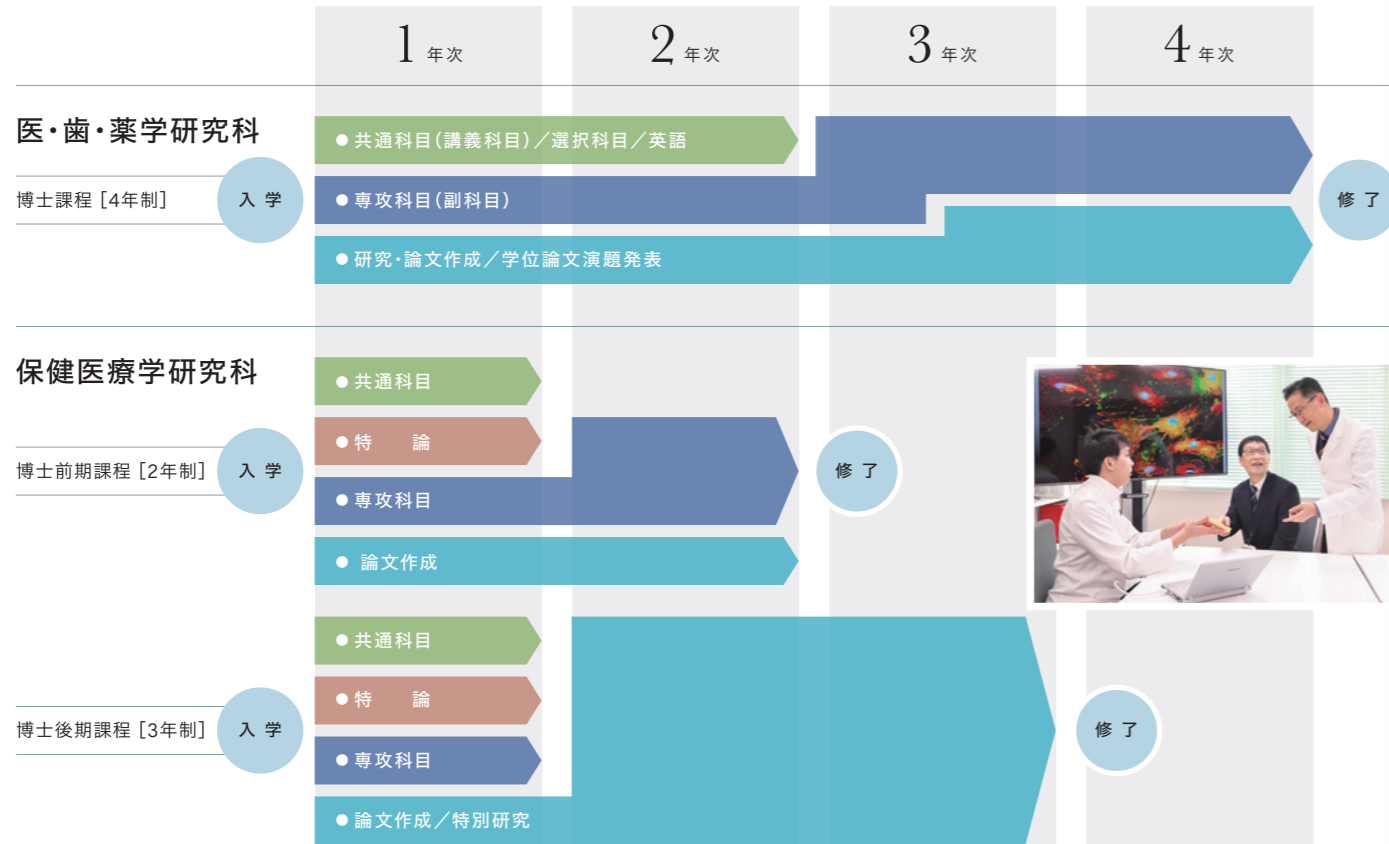 1年次 2年次 3年次 4年次
医・歯・薬学研究科
●共通科目(講義科目)／選択科目／英語
博士課程 [4年制] 入学 ●専攻科目(副科目) 修了
●研究・論文作成／学位論文演題発表
保健医療学研究科
●共通科目
●特　論
博士前期課程 [2年制] 入学 修了
●専攻科目
●論文作成
●共通科目
●特　論
博士後期課程 [3年制] 入学 修了
●専攻科目
●論文作成／特別研究